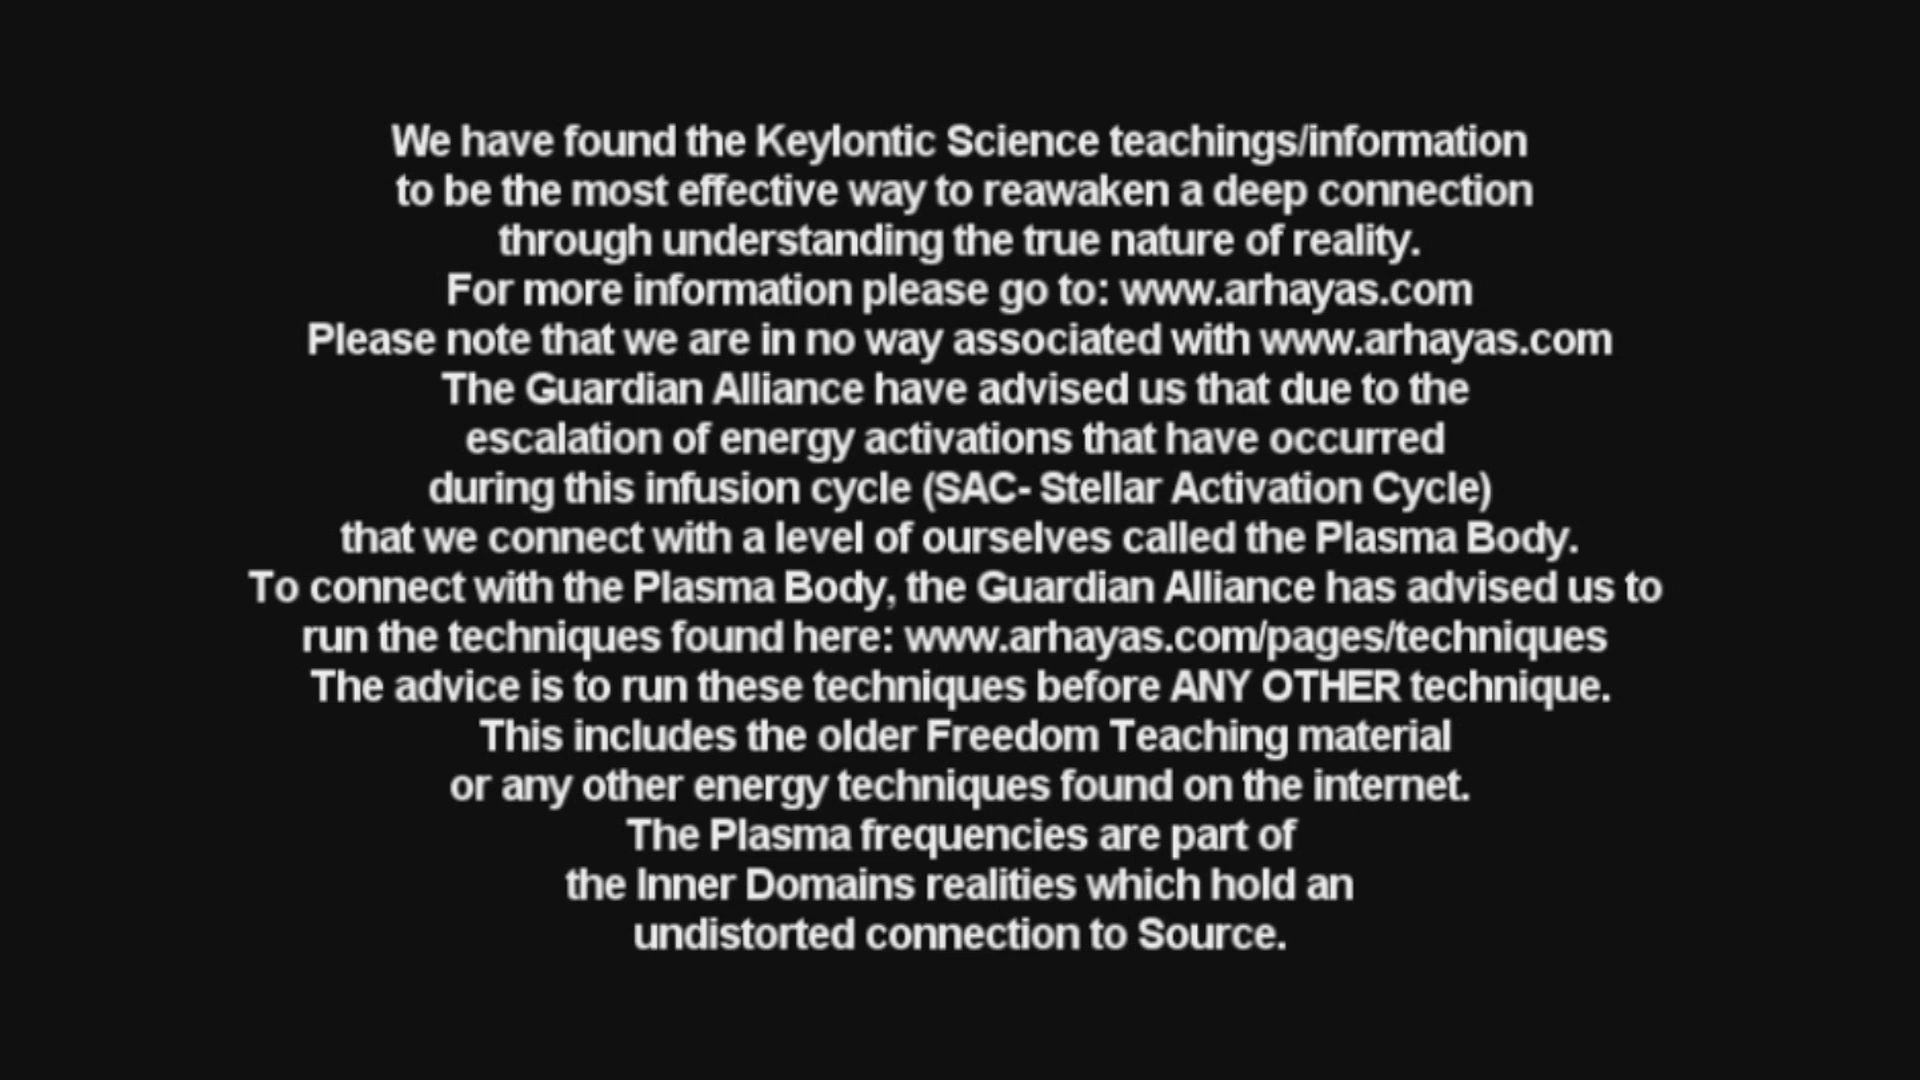 We have found the Keylontic Science teachings/information
to be the most effective way to reawaken a deep connection
through understanding the true nature of reality.
For more information please go to: www.arhayas.com
Please note that we are in no way associated with www.arhayas.com
The Guardian Alliance have advised us that due to the
escalation of energy activations that have occurred
during this infusion cycle (SAC- Stellar Activation Cycle)
that we connect with a level of ourselves called the Plasma Body.
To connect with the Plasma Body, the Guardian Alliance has advised us to
run the techniques found here: www.arhayas.com/pages/techniques
The advice is to run these techniques before ANY OTHER technique.
This includes the older Freedom Teaching material
or any other energy techniques found on the internet.
The Plasma frequencies are part of
the Inner Domains realities which hold an
undistorted connection to Source.